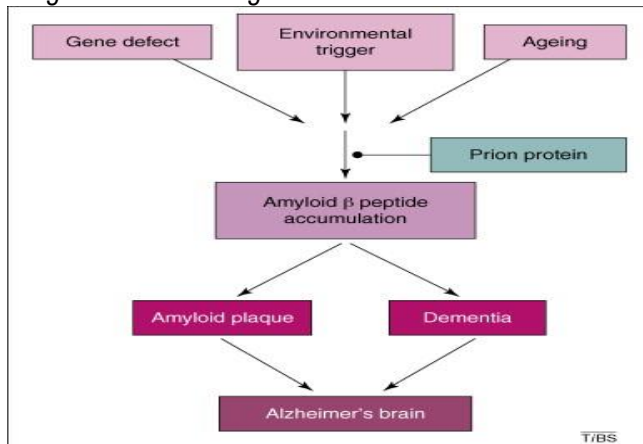 Gene defect
Environmental
trigger
Ageing
Prion protein
Amyloid β peptide
accumulation
Amyloid plaque
Dementia
Alzheimer's brain
TiBS